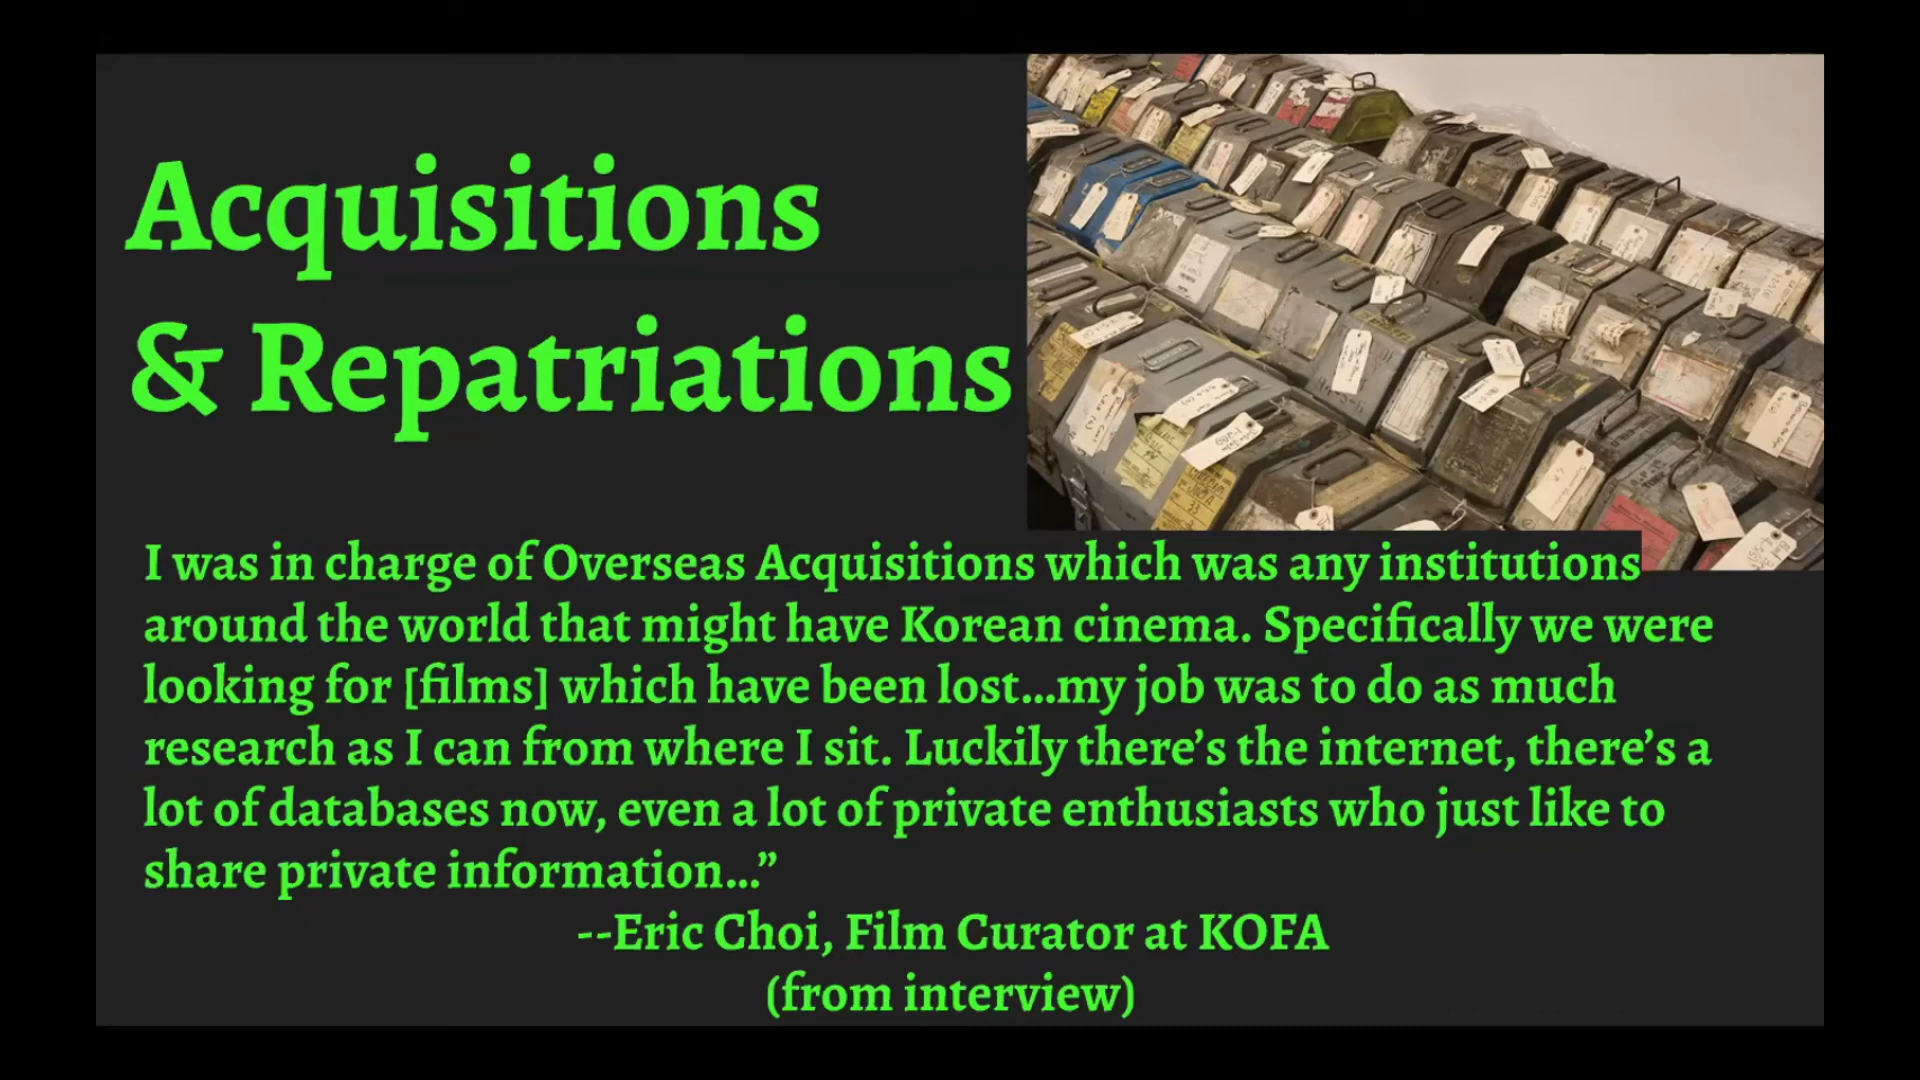 Acquisitions
& Repatriations
I was in charge of Overseas Acquisitions which was any institutions
around the world that might have Korean cinema. Specifically we were
looking for [films] which have been lost...my job was to do as much
research as I can from where I sit. Luckily there’s the internet, there’s a
lot of databases now, even a lot of private enthusiasts who just like to
share private information...”
--Eric Choi, Film Curator at KOFA
(from interview)